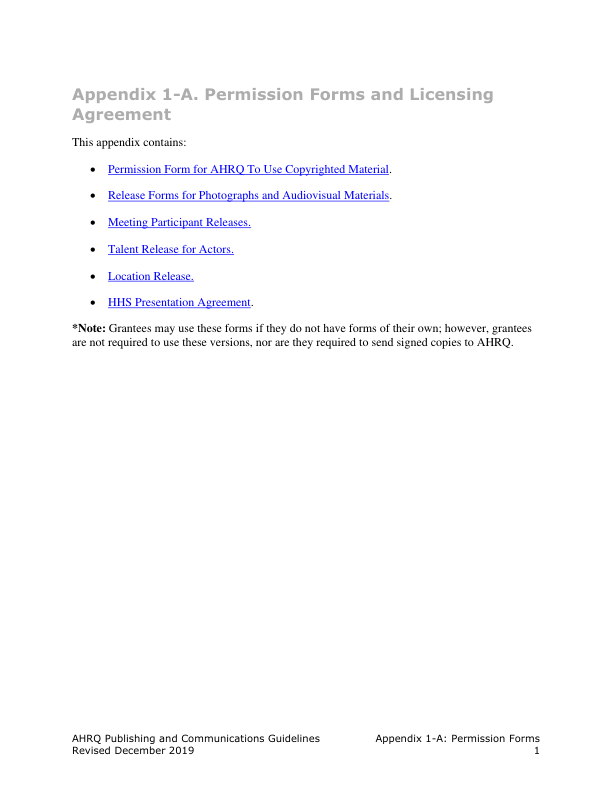 Appendix 1-A. Permission Forms and Licensing
Agreement
This appendix contains:
• Permission Form for AHRQ To Use Copyrighted Material.
• Release Forms for Photographs and Audiovisual Materials.
• Meeting Participant Releases.
• Talent Release for Actors.
• Location Release.
• HHS Presentation Agreement.
*Note: Grantees may use these forms if they do not have forms of their own; however, grantees
are not required to use these versions, nor are they required to send signed copies to AHRQ.
AHRQ Publishing and Communications Guidelines Appendix 1-A: Permission Forms
Revised December 2019 1